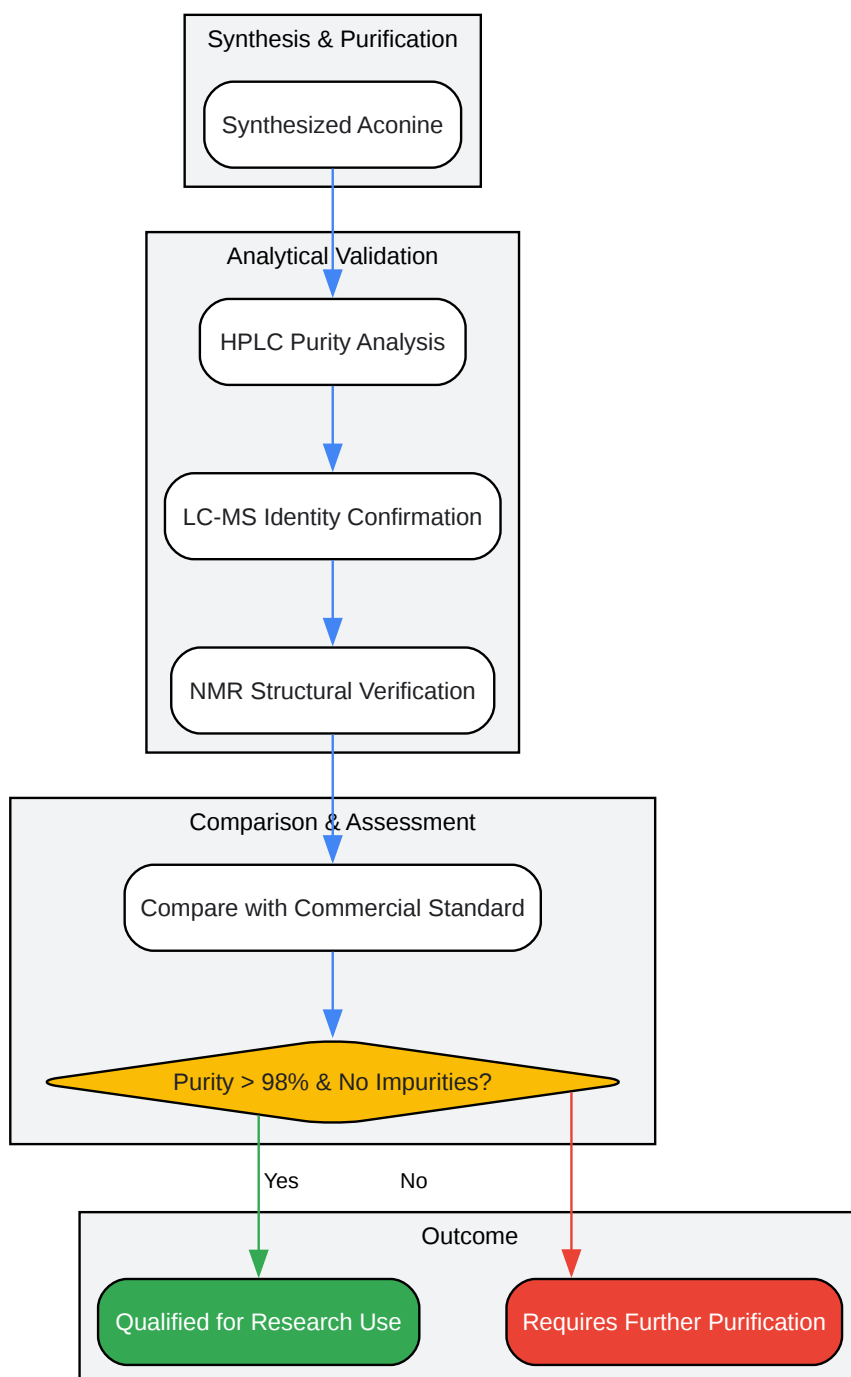 Synthesis & Purification
Synthesized Aconine
Analytical Validation
HPLC Purity Analysis
LC-MS Identity Confirmation
NMR Structural Verification
Comparison & Assessment
Compare with Commercial Standard
Purity > 98% & No Impurities?
Yes
No
Outcome
Qualified for Research Use
Requires Further Purification